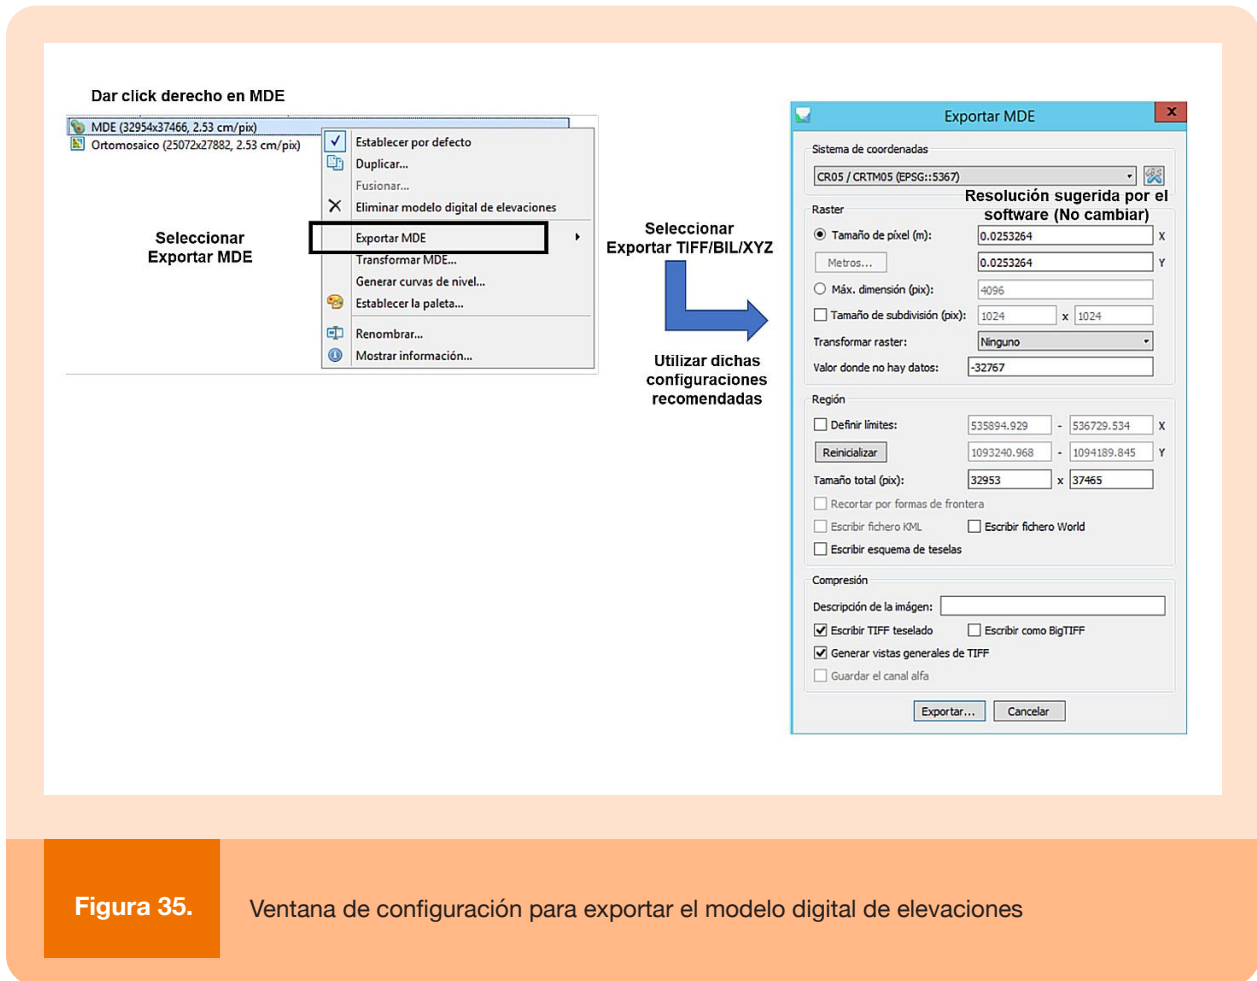 Dar click derecho en MDE
MDE (32954x37466, 2.53 cm/pix)
Ortomosaico (25072x27882, 2.53 cm/pix)
Establecer por defecto
Duplicar...
Fusionar...
Eliminar modelo digital de elevaciones
Exportar MDE
Transformar MDE...
Generar curvas de nivel...
Establecer la paleta...
Renombrar...
Mostrar información...
Seleccionar
Exportar MDE
Seleccionar
Exportar TIFF/BIL/XYZ
Utilizar dichas
configuraciones
recomendadas
Exportar MDE
x
Sistema de coordenadas
CR05 / CRTM05 (EPSG::5367)
Resolución sugerida por el
software (No cambiar)
Raster
Tamaño de píxel (m): 0.0253264 X
Metros... 0.0253264 Y
Máx. dimensión (pix): 4096
Tamaño de subdivisión (pix): 1024 x 1024
Transformar raster: Ninguno
Valor donde no hay datos: -32767
Región
Definir límites: 535894.929 - 536729.534 X
Reinicializar 1093240.968 - 1094189.845 Y
Tamaño total (pix): 32953 x 37465
Recortar por formas de frontera
Escribir fichero KML Escribir fichero World
Escribir esquema de teselas
Compresión
Descripción de la imágen:
Escribir TIFF teselado Escribir como BigTIFF
Generar vistas generales de TIFF
Guardar el canal alfa
Exportar... Cancelar
Figura 35. Ventana de configuración para exportar el modelo digital de elevaciones